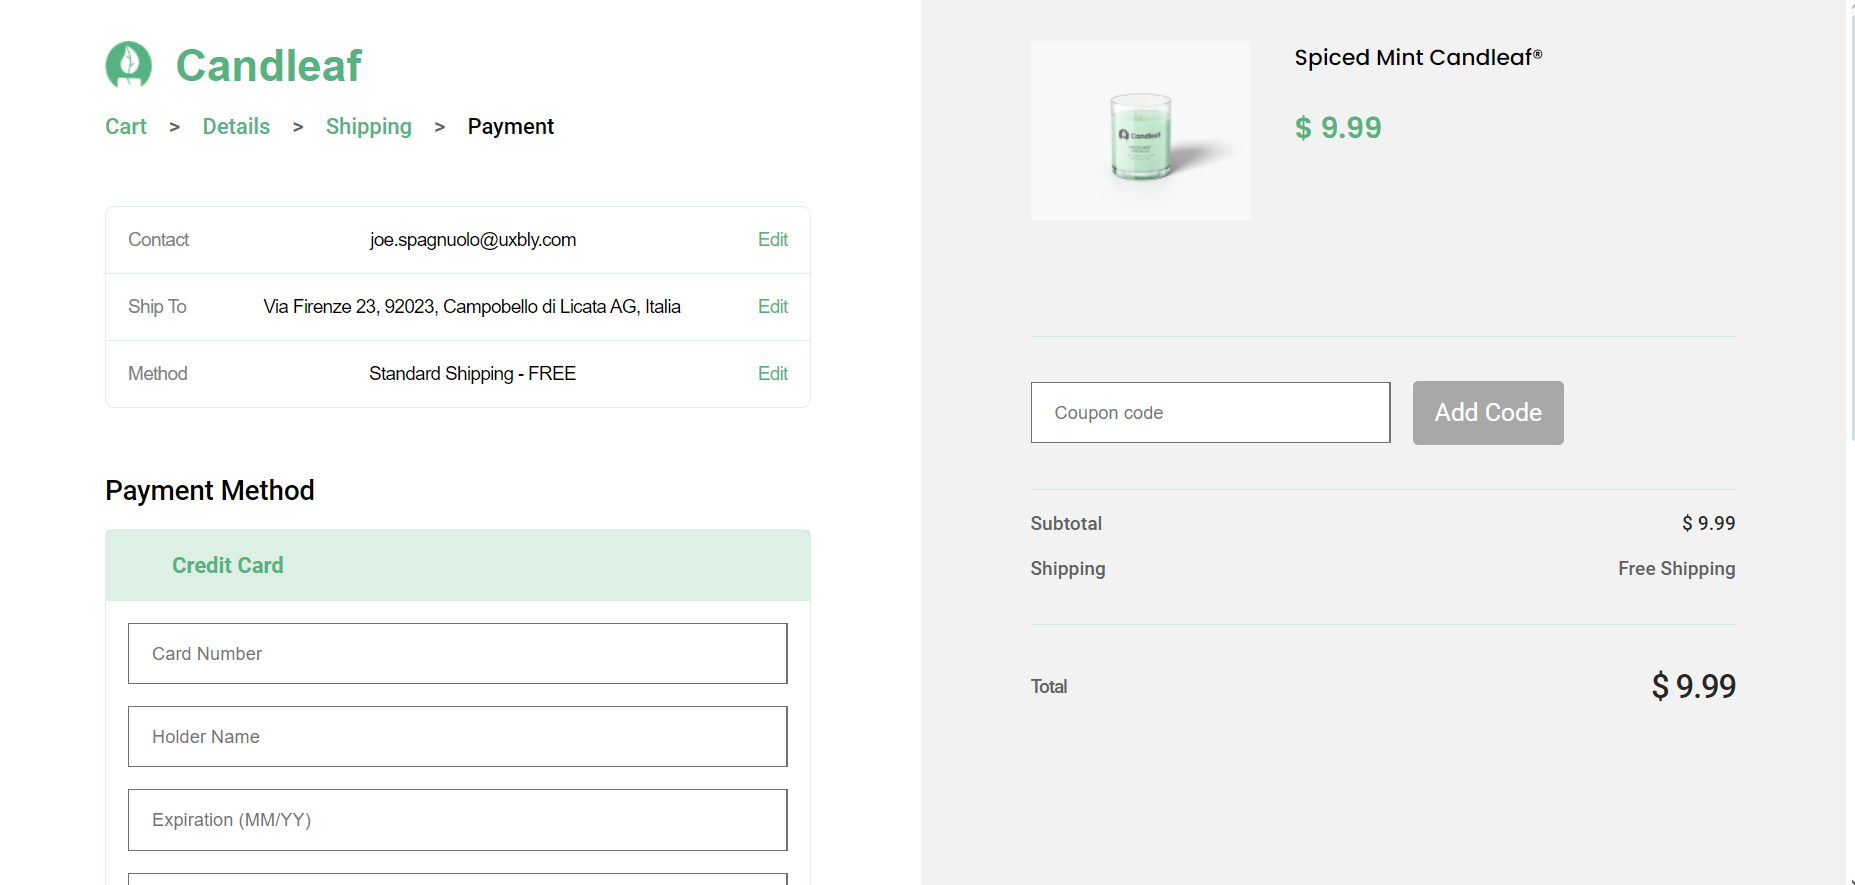 Candleaf
Cart > Details > Shipping > Payment
Contact joe.spagnuolo@uxbly.com Edit
Ship To Via Firenze 23, 92023, Campobello di Licata AG, Italia Edit
Method Standard Shipping - FREE Edit
Payment Method
Credit Card
Card Number
Holder Name
Expiration (MM/YY)
Candleaf
Spiced Mint Candleaf®
$ 9.99
Coupon code
Add Code
Subtotal $ 9.99
Shipping Free Shipping
Total $ 9.99